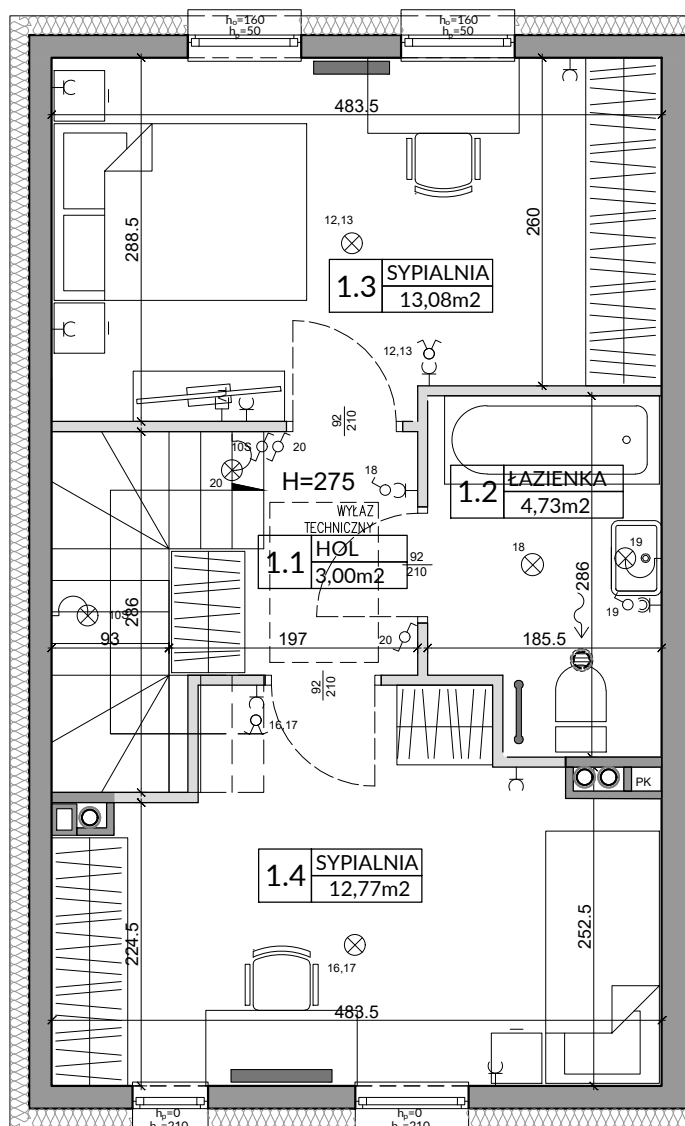 hₒ=160
hₚ=50
hₒ=160
hₚ=50
483.5
288.5
260
12,13
1.3
SYPIALNIA
13,08m2
12,13
92
210
10S
20
20
H=275
18
1.2
ŁAZIENKA
4,73m2
WYŁAZ
TECHNICZNY
1.1
HOL
3,00m2
92
210
18
19
286
286
10S
19
93
197
20
185.5
92
210
16,17
PK
1.4
SYPIALNIA
12,77m2
224.5
252.5
16,17
483.5
hₚ=0
hₚ=0